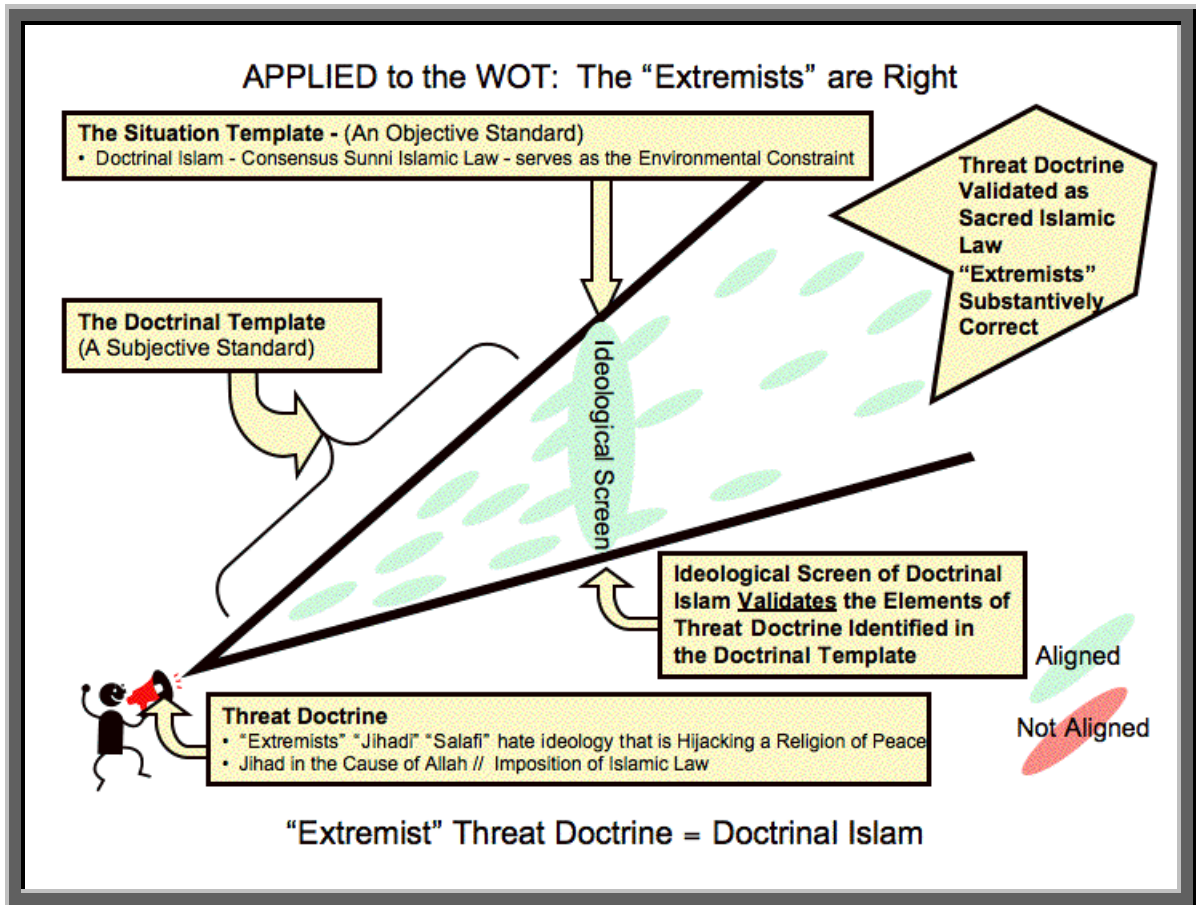 APPLIED to the WOT: The “Extremists” are Right
The Situation Template - (An Objective Standard)
• Doctrinal Islam - Consensus Sunni Islamic Law - serves as the Environmental Constraint
Threat Doctrine
Validated as
Sacred Islamic
Law
“Extremists”
Substantively
Correct
The Doctrinal Template
(A Subjective Standard)
Ideological Screen
Ideological Screen of Doctrinal
Islam Validates the Elements of
Threat Doctrine Identified in
the Doctrinal Template
Aligned
Not Aligned
Threat Doctrine
• “Extremists” “Jihadi” “Salafi” hate ideology that is Hijacking a Religion of Peace
• Jihad in the Cause of Allah // Imposition of Islamic Law
“Extremist” Threat Doctrine = Doctrinal Islam